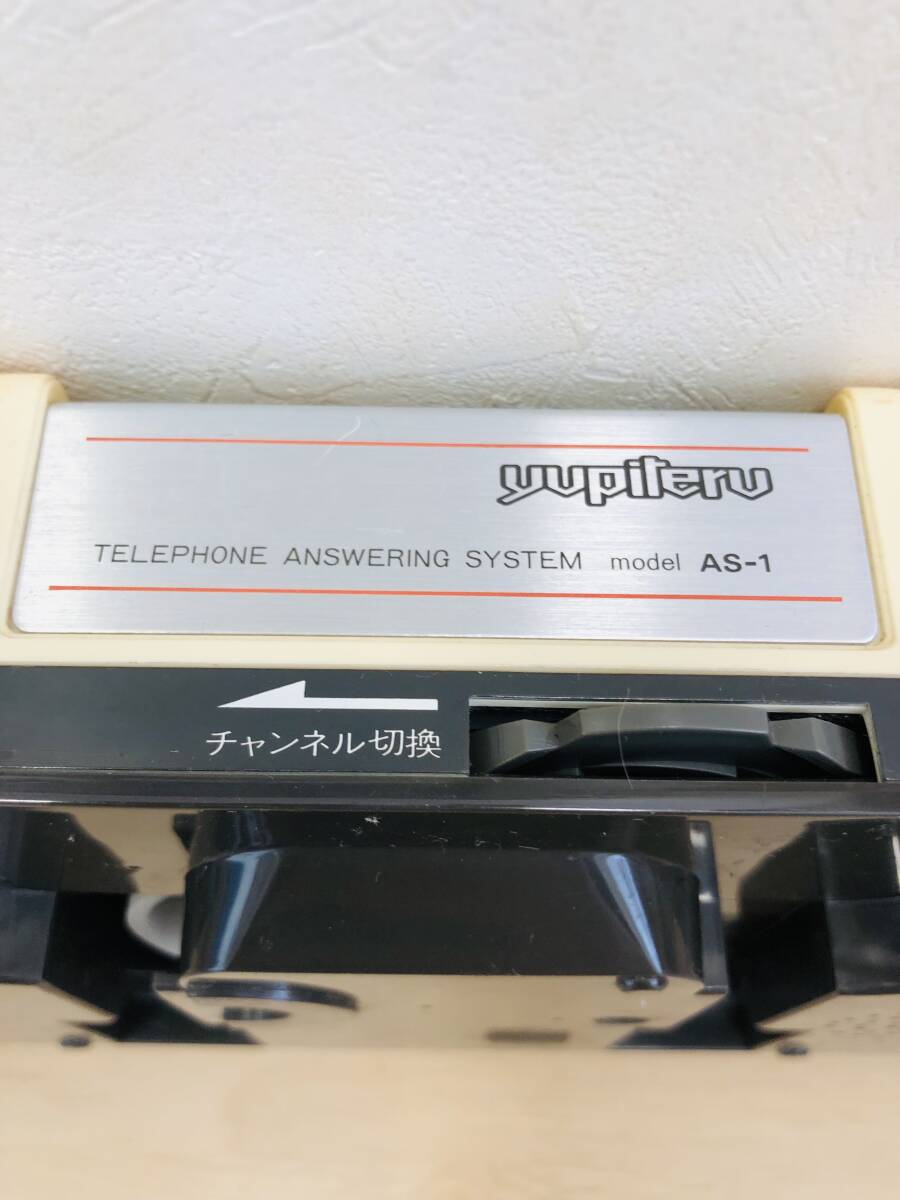 yupiteru
TELEPHONE ANSWERING SYSTEM model AS-1
チャンネル切換